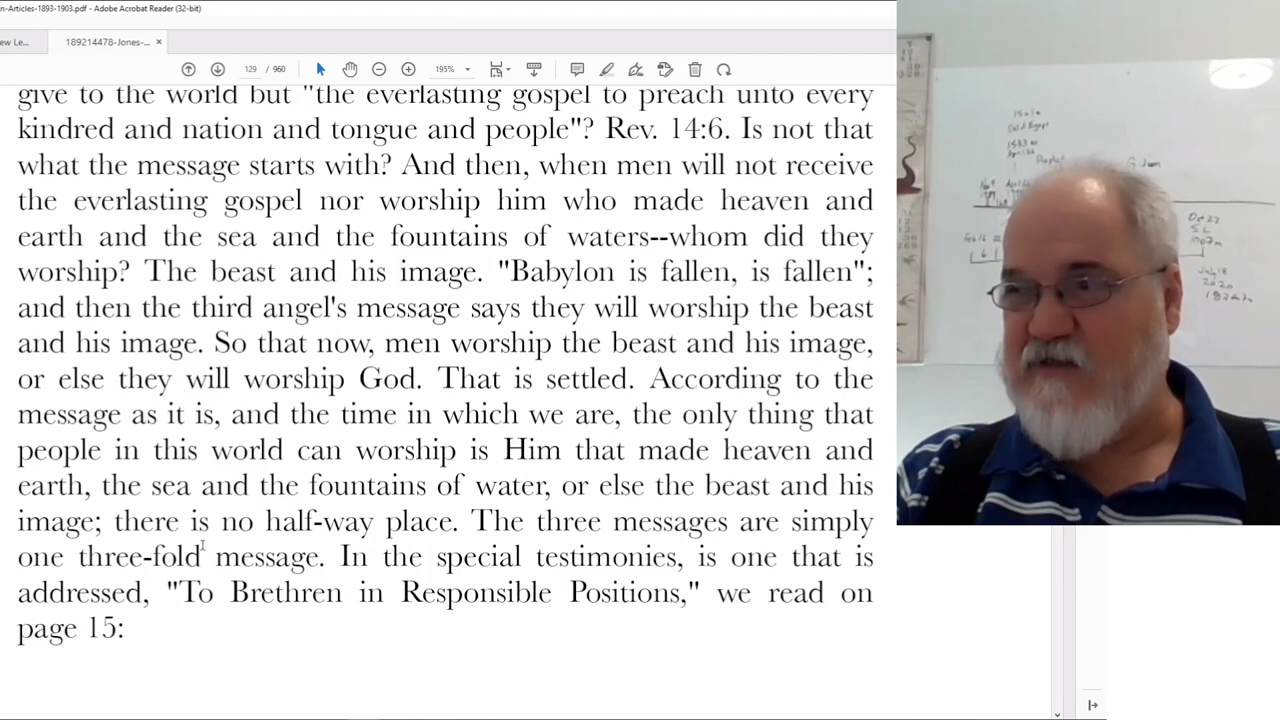 n-Articles-1893-1903.pdf - Adobe Acrobat Reader (32-bit)
ew Le...
189214478-Jones-...
129 / 960
195%
give to the world but "the everlasting gospel to preach unto every
kindred and nation and tongue and people"? Rev. 14:6. Is not that
what the message starts with? And then, when men will not receive
the everlasting gospel nor worship him who made heaven and
earth and the sea and the fountains of waters--whom did they
worship? The beast and his image. "Babylon is fallen, is fallen";
and then the third angel's message says they will worship the beast
and his image. So that now, men worship the beast and his image,
or else they will worship God. That is settled. According to the
message as it is, and the time in which we are, the only thing that
people in this world can worship is Him that made heaven and
earth, the sea and the fountains of water, or else the beast and his
image; there is no half-way place. The three messages are simply
one three-fold message. In the special testimonies, is one that is
addressed, "To Brethren in Responsible Positions," we read on
page 15:
Oct 22
July 18
2020